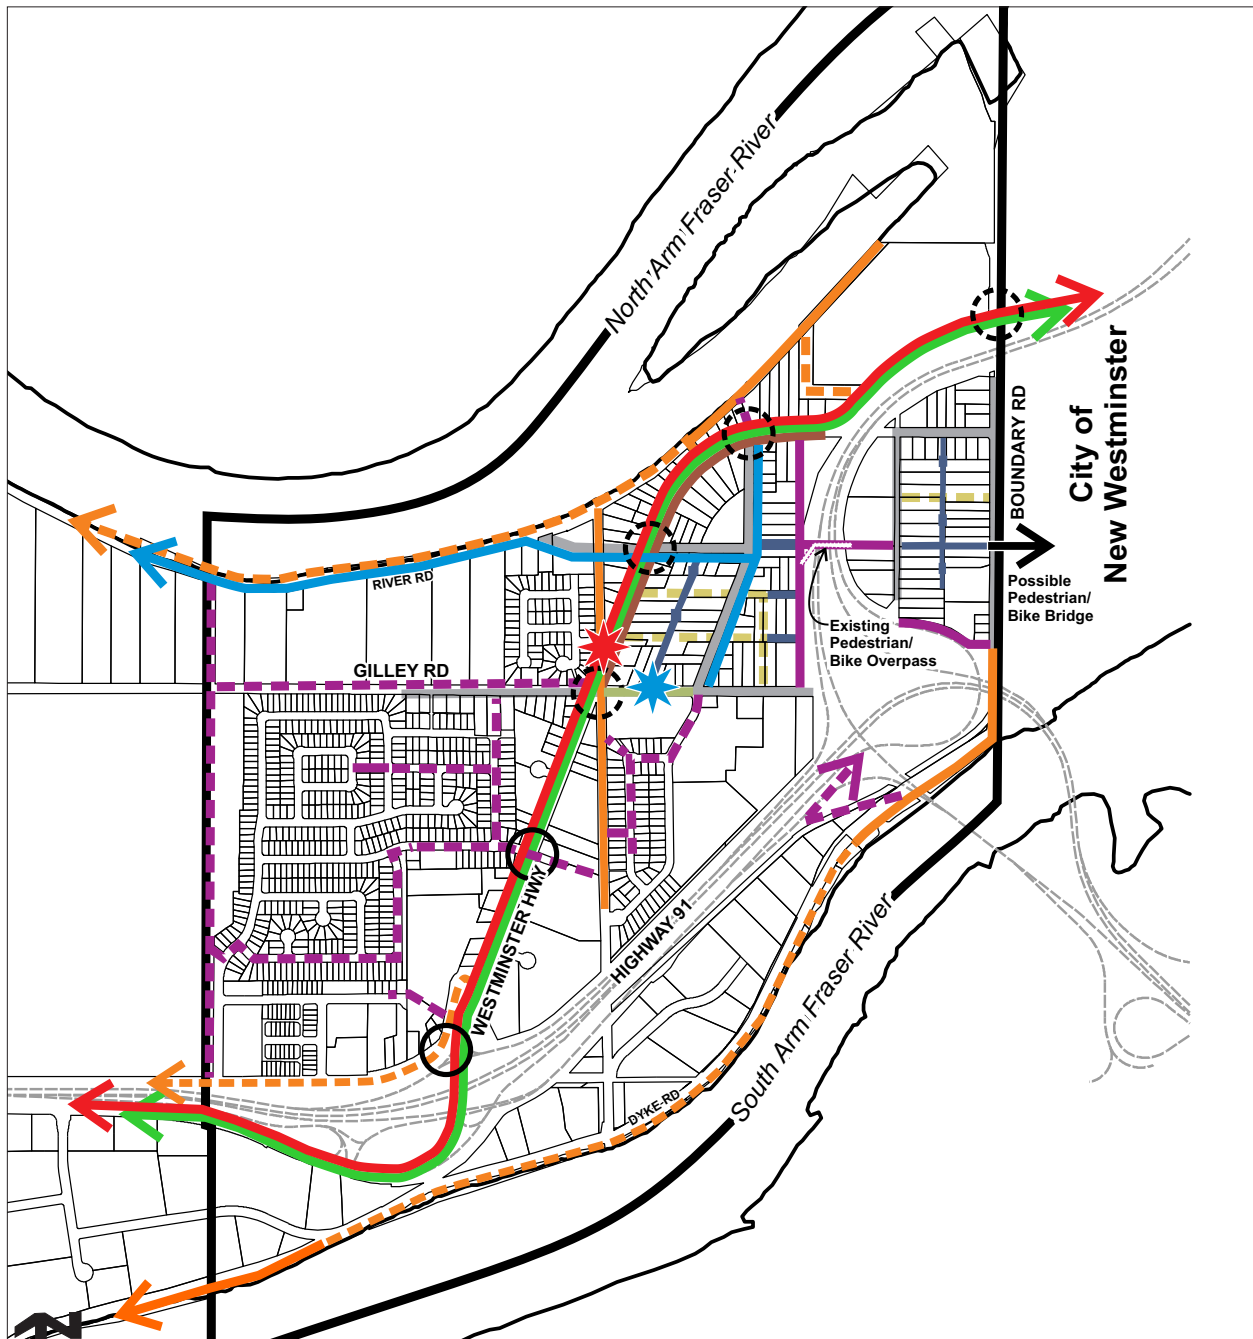 North Arm Fraser River
BOUNDARY RD
City of
New Westminster
RIVER RD
Possible
Pedestrian/
Bike Bridge
Existing
Pedestrian/
Bike Overpass
GILLEY RD
WESTMINSTER HWY
HIGHWAY 91
South Arm Fraser River
DYKE RD
N